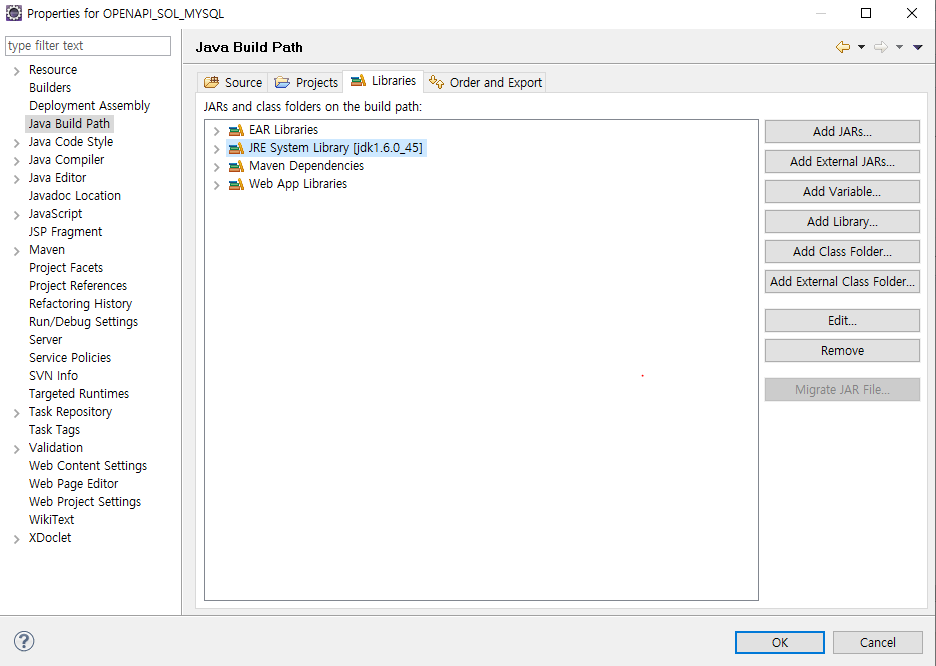 Properties for OPENAPI_SOL_MYSQL
type filter text
Resource
Builders
Deployment Assembly
Java Build Path
Java Code Style
Java Compiler
Java Editor
Javadoc Location
JavaScript
JSP Fragment
Maven
Project Facets
Project References
Refactoring History
Run/Debug Settings
Server
Service Policies
SVN Info
Targeted Runtimes
Task Repository
Task Tags
Validation
Web Content Settings
Web Page Editor
Web Project Settings
WikiText
XDoclet
Java Build Path
Source Projects Libraries Order and Export
JARs and class folders on the build path:
EAR Libraries
JRE System Library [jdk1.6.0_45]
Maven Dependencies
Web App Libraries
Add JARs...
Add External JARs...
Add Variable...
Add Library...
Add Class Folder...
Add External Class Folder...
Edit...
Remove
Migrate JAR File...
?
OK Cancel